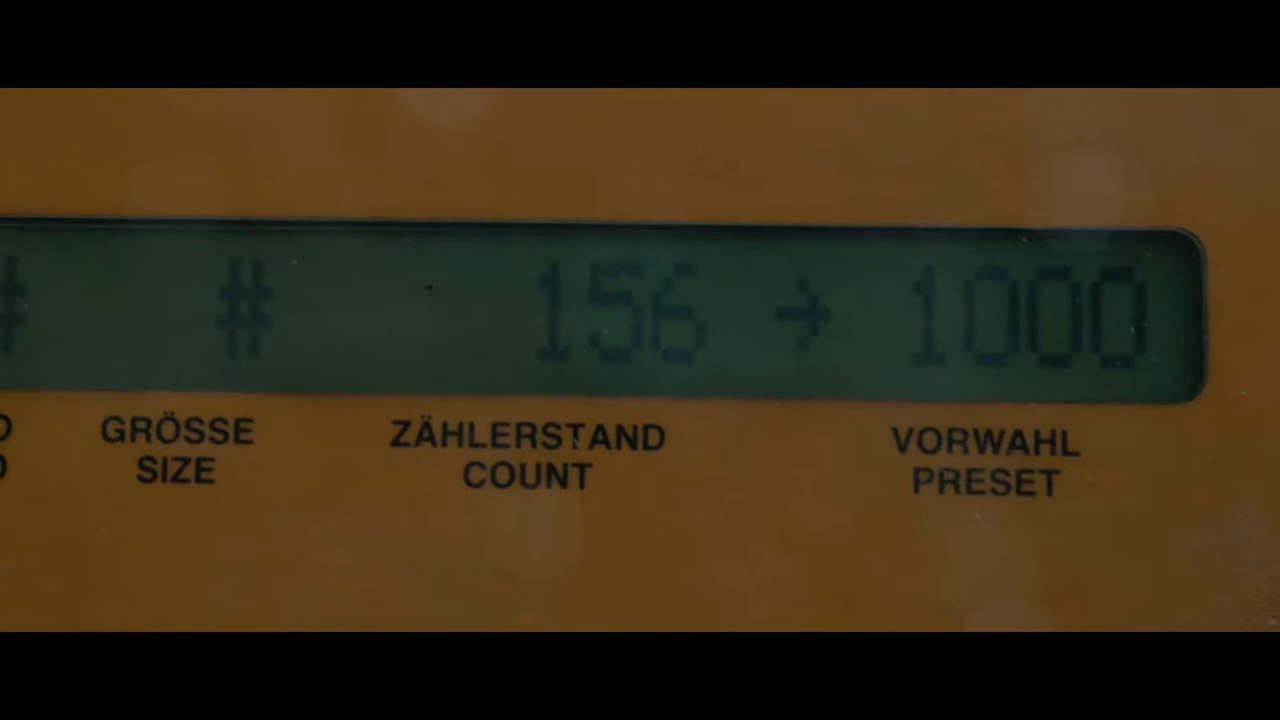 # # 156 → 1000
GRÖSSE ZÄHLERSTAND VORWAHL
SIZE COUNT PRESET